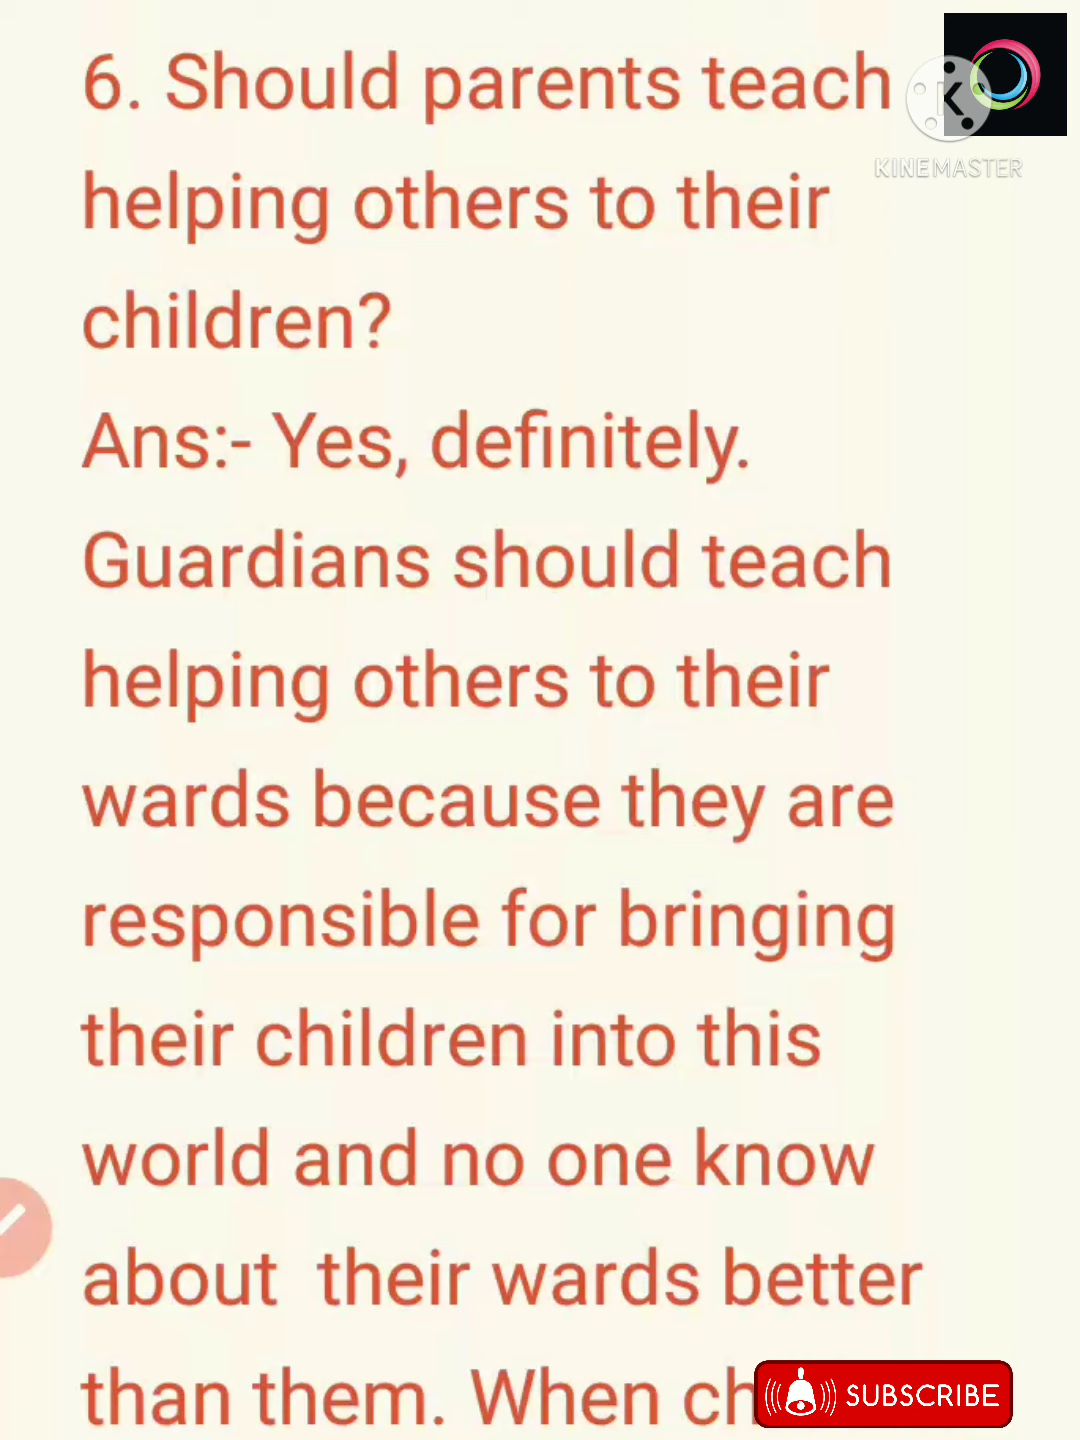 6. Should parents teach
helping others to their
children?
Ans:- Yes, definitely.
Guardians should teach
helping others to their
wards because they are
responsible for bringing
their children into this
world and no one know
about  their wards better
than them. When
K
KINEMASTER
SUBSCRIBE